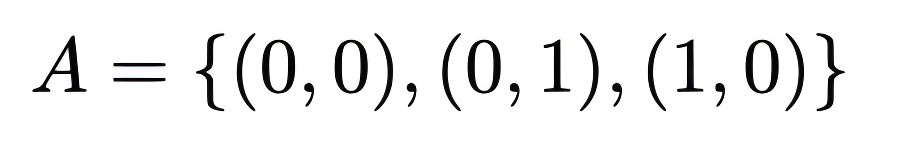 A = {(0, 0), (0, 1), (1, 0)}